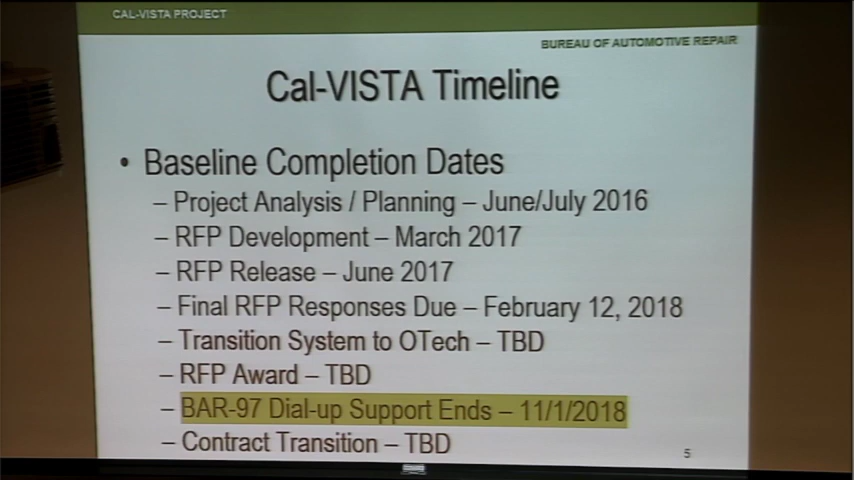 CAL-VISTA PROJECT
BUREAU OF AUTOMOTIVE REPAIR
Cal-VISTA Timeline
• Baseline Completion Dates
– Project Analysis / Planning – June/July 2016
– RFP Development – March 2017
– RFP Release – June 2017
– Final RFP Responses Due – February 12, 2018
– Transition System to OTech – TBD
– RFP Award – TBD
– BAR-97 Dial-up Support Ends – 11/1/2018
– Contract Transition – TBD
5